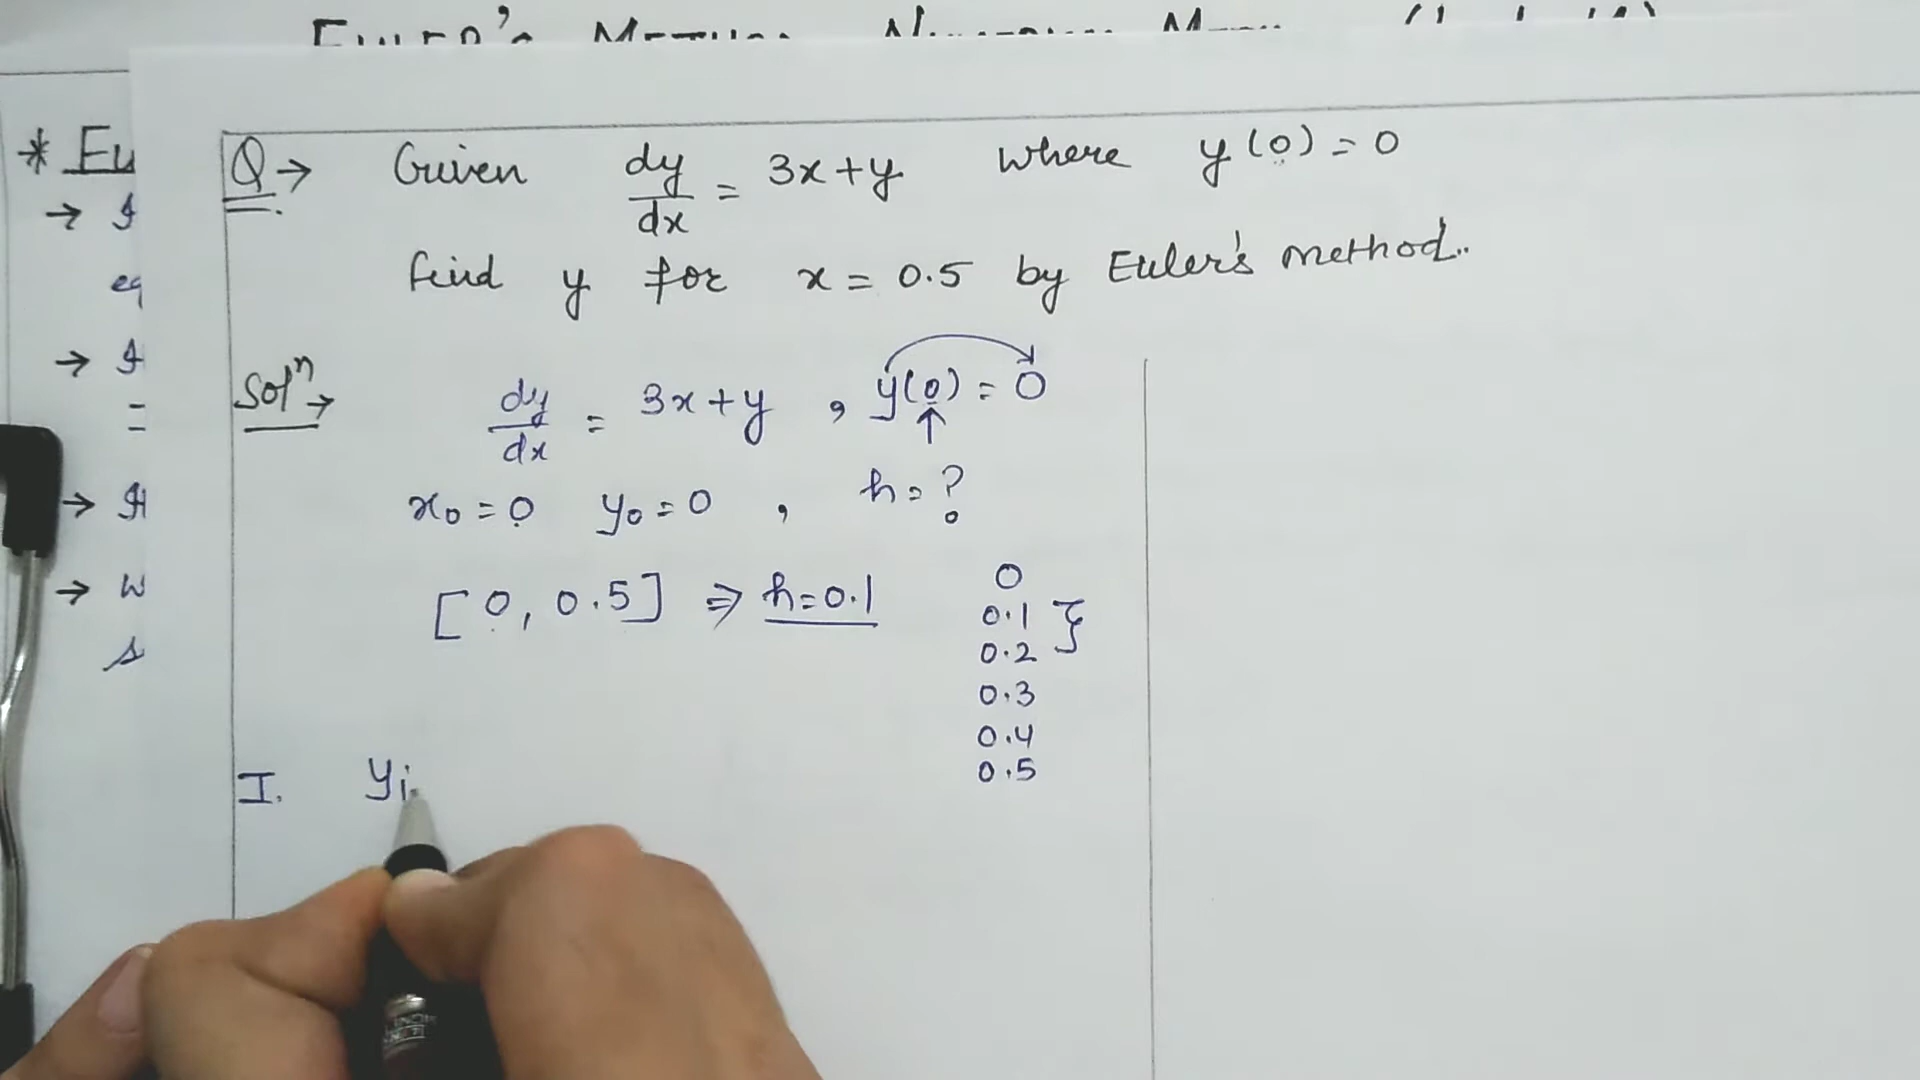 * Eu
→ I
eq
→ I
=
→ H
→ W
s
Q → Given dy/dx = 3x+y where y(0) = 0
find y for x = 0.5 by Euler's method..
Solⁿ → dy/dx = 3x+y , y(0) = 0
↑
x₀ = 0 y₀ = 0 , h = ?
[0, 0.5] ⇒ h=0.1
0
0.1 }
0.2
0.3
0.4
0.5
I. yi